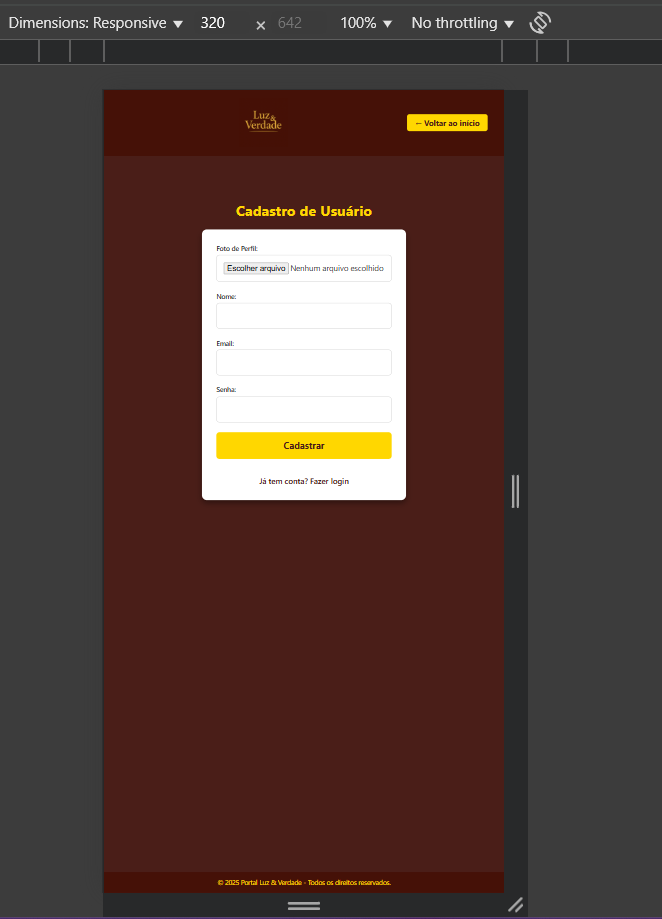 Dimensions: Responsive ▼ 320 × 642 100% ▼ No throttling ▼
Luz &
Verdade
← Voltar ao início
Cadastro de Usuário
Foto de Perfil:
Escolher arquivo Nenhum arquivo escolhido
Nome:
Email:
Senha:
Cadastrar
Já tem conta? Fazer login
© 2025 Portal Luz & Verdade - Todos os direitos reservados.